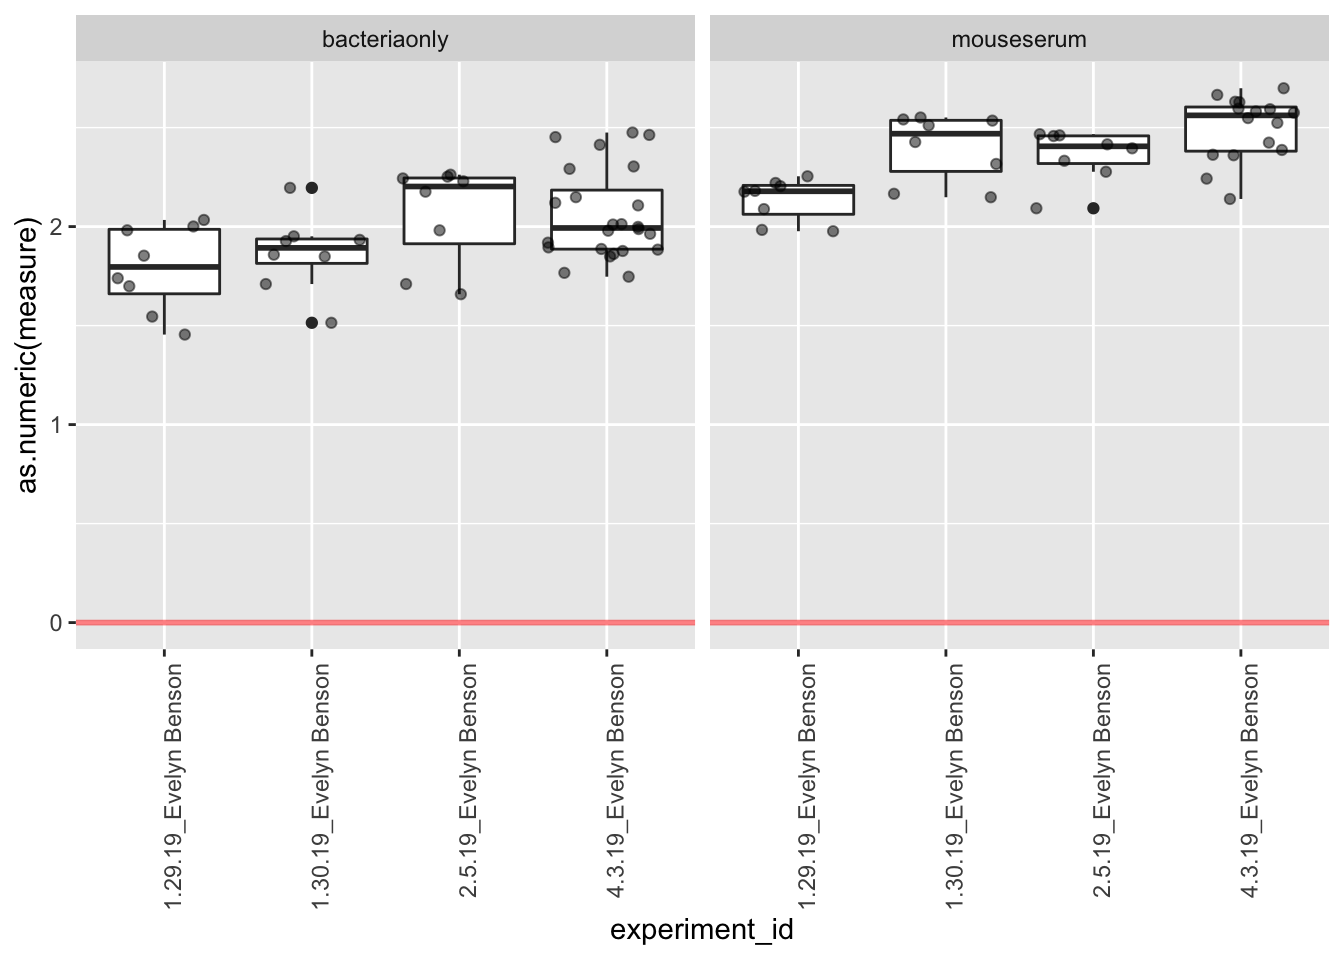 bacteriaonly
mouseserum
as.numeric(measure)
2
1
0
1.29.19_Evelyn Benson
1.30.19_Evelyn Benson
2.5.19_Evelyn Benson
4.3.19_Evelyn Benson
1.29.19_Evelyn Benson
1.30.19_Evelyn Benson
2.5.19_Evelyn Benson
4.3.19_Evelyn Benson
experiment_id